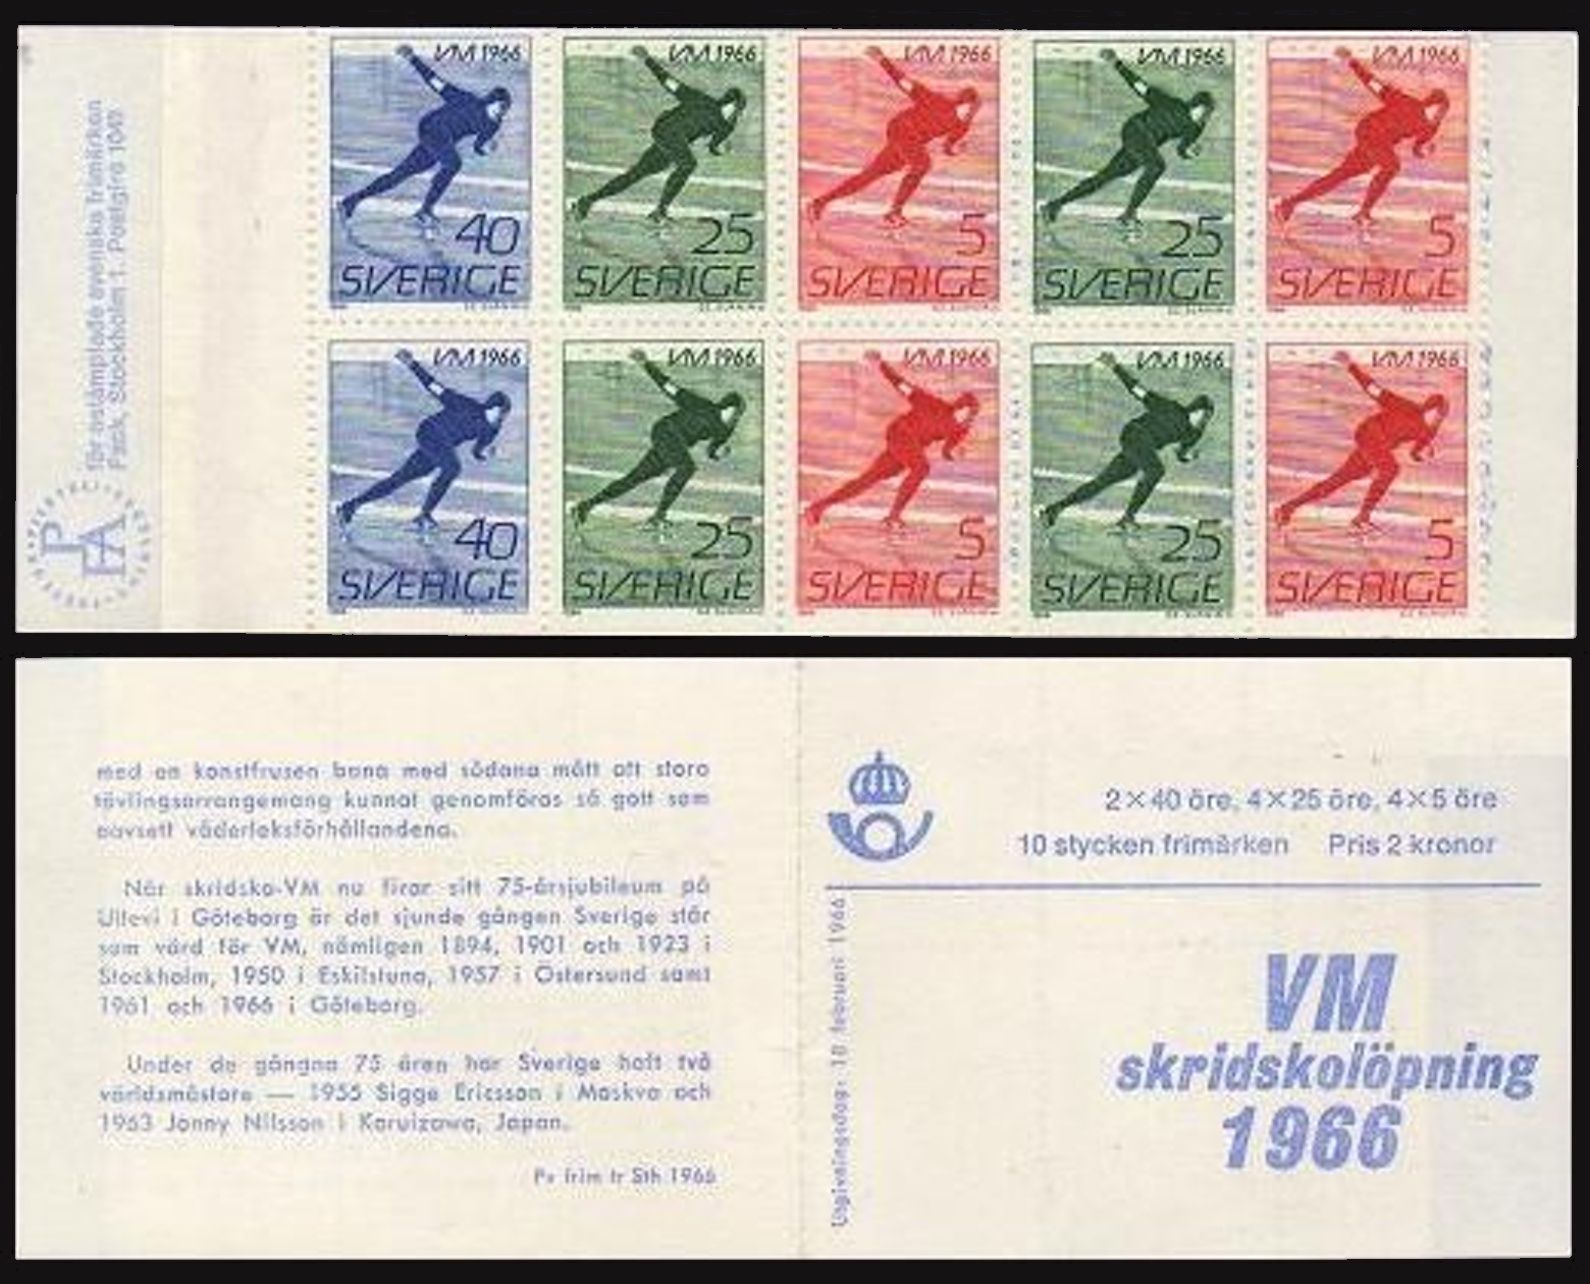 för ostämplade svenska frimärken
Fack, Stockholm 1. Postgiro 1045
PFA
VM 1966 VM 1966 VM 1966 VM 1966 VM 1966
40 25 5 25 5
SVERIGE SVERIGE SVERIGE SVERIGE SVERIGE
VM 1966 VM 1966 VM 1966 VM 1966 VM 1966
40 25 5 25 5
SVERIGE SVERIGE SVERIGE SVERIGE SVERIGE
med en konstfrusen bana med sådana mått att stora
tävlingsarrangemang kunnat genomföras så gott som
oavsett väderleksförhållandena.
När skridsko-VM nu firar sitt 75-årsjubileum på
Ullevi i Göteborg är det sjunde gången Sverige står
som värd för VM, nämligen 1894, 1901 och 1923 i
Stockholm, 1950 i Eskilstuna, 1957 i Östersund samt
1961 och 1966 i Göteborg.
Under de gångna 75 åren har Sverige haft två
världsmästare — 1955 Sigge Ericsson i Moskva och
1963 Jonny Nilsson i Karuizawa, Japan.
Pv frim tr Sth 1966
2×40 öre, 4×25 öre, 4×5 öre
10 stycken frimärken Pris 2 kronor
Utgivningsdag: 18 februari 1966
VM
skridskolöpning
1966